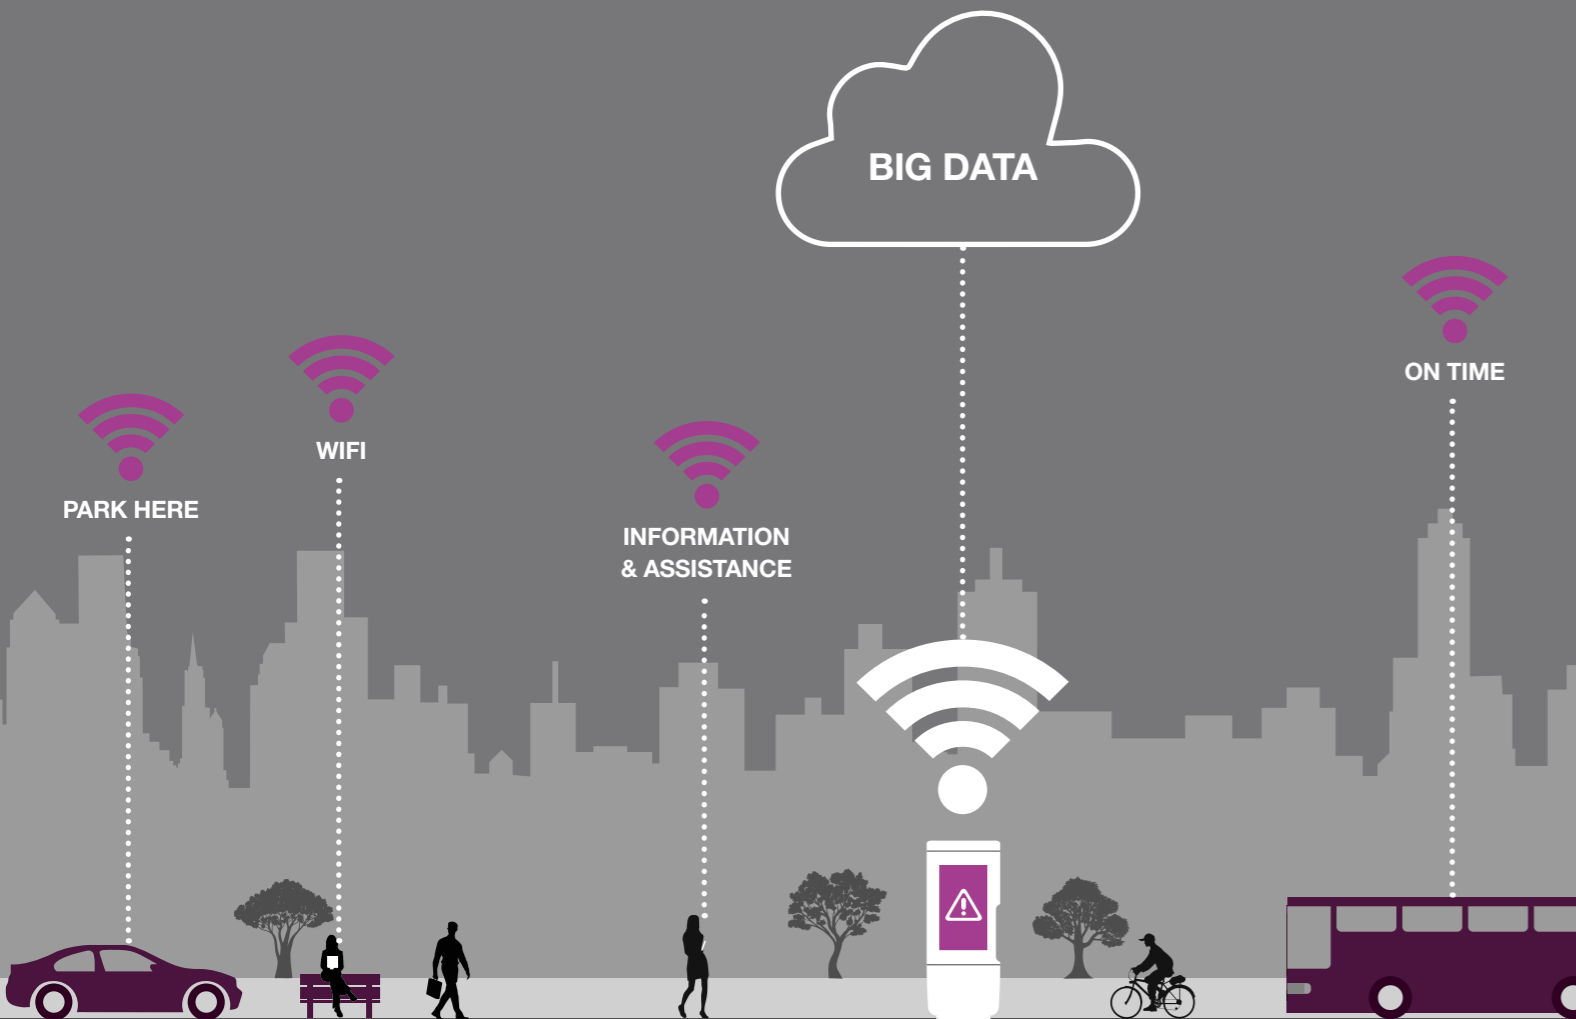 BIG DATA
ON TIME
WIFI
PARK HERE
INFORMATION
& ASSISTANCE